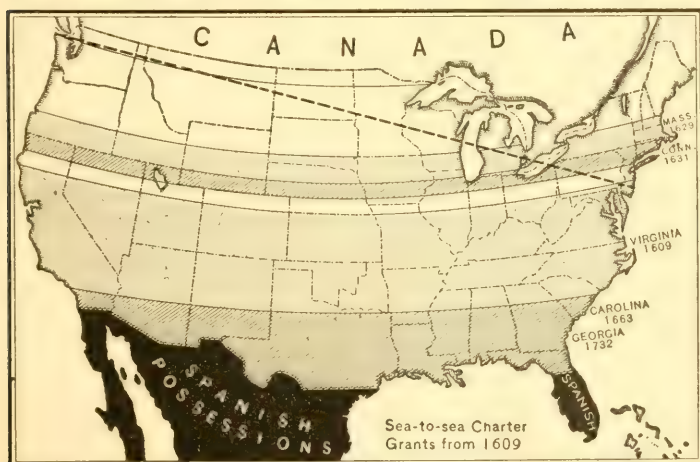 CANADA
MASS.
1629
CONN.
1631
VIRGINIA
1609
CAROLINA
1663
GEORGIA
1732
SPANISH
POSSESSIONS
SPANISH
Sea-to-sea Charter
Grants from 1609